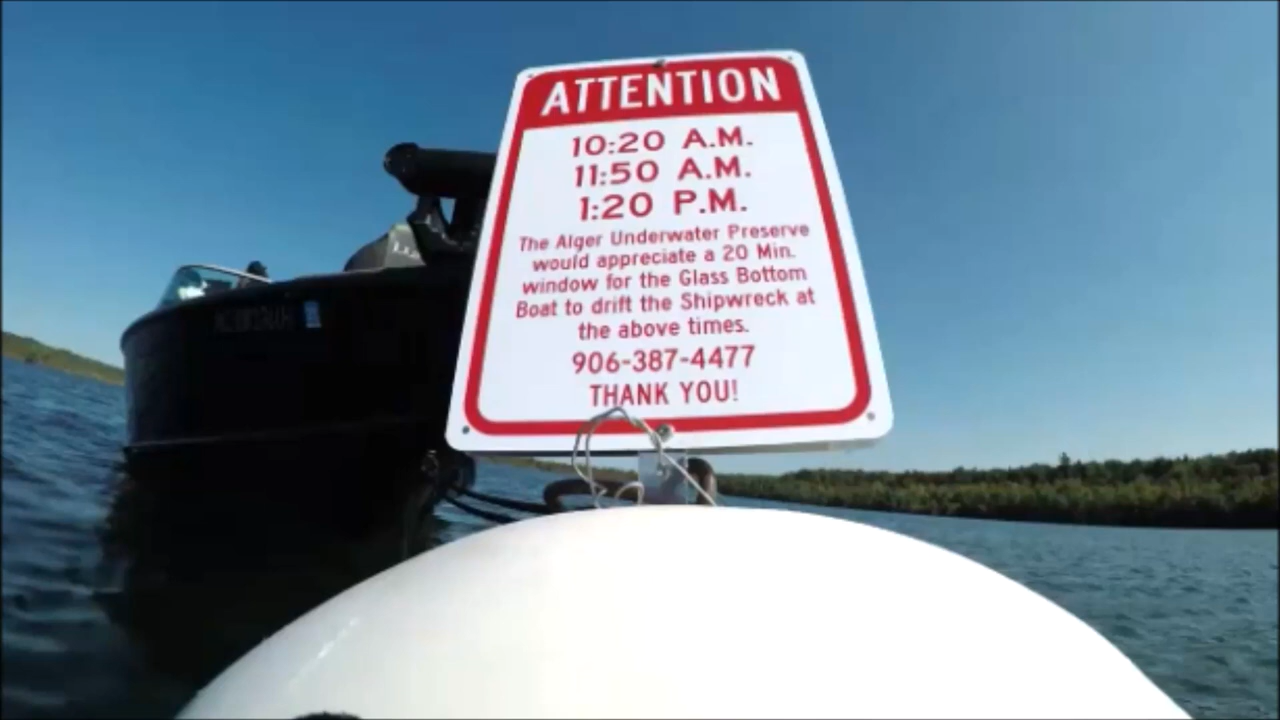 ATTENTION
10:20 A.M.
11:50 A.M.
1:20 P.M.
The Alger Underwater Preserve
would appreciate a 20 Min.
window for the Glass Bottom
Boat to drift the Shipwreck at
the above times.
906-387-4477
THANK YOU!